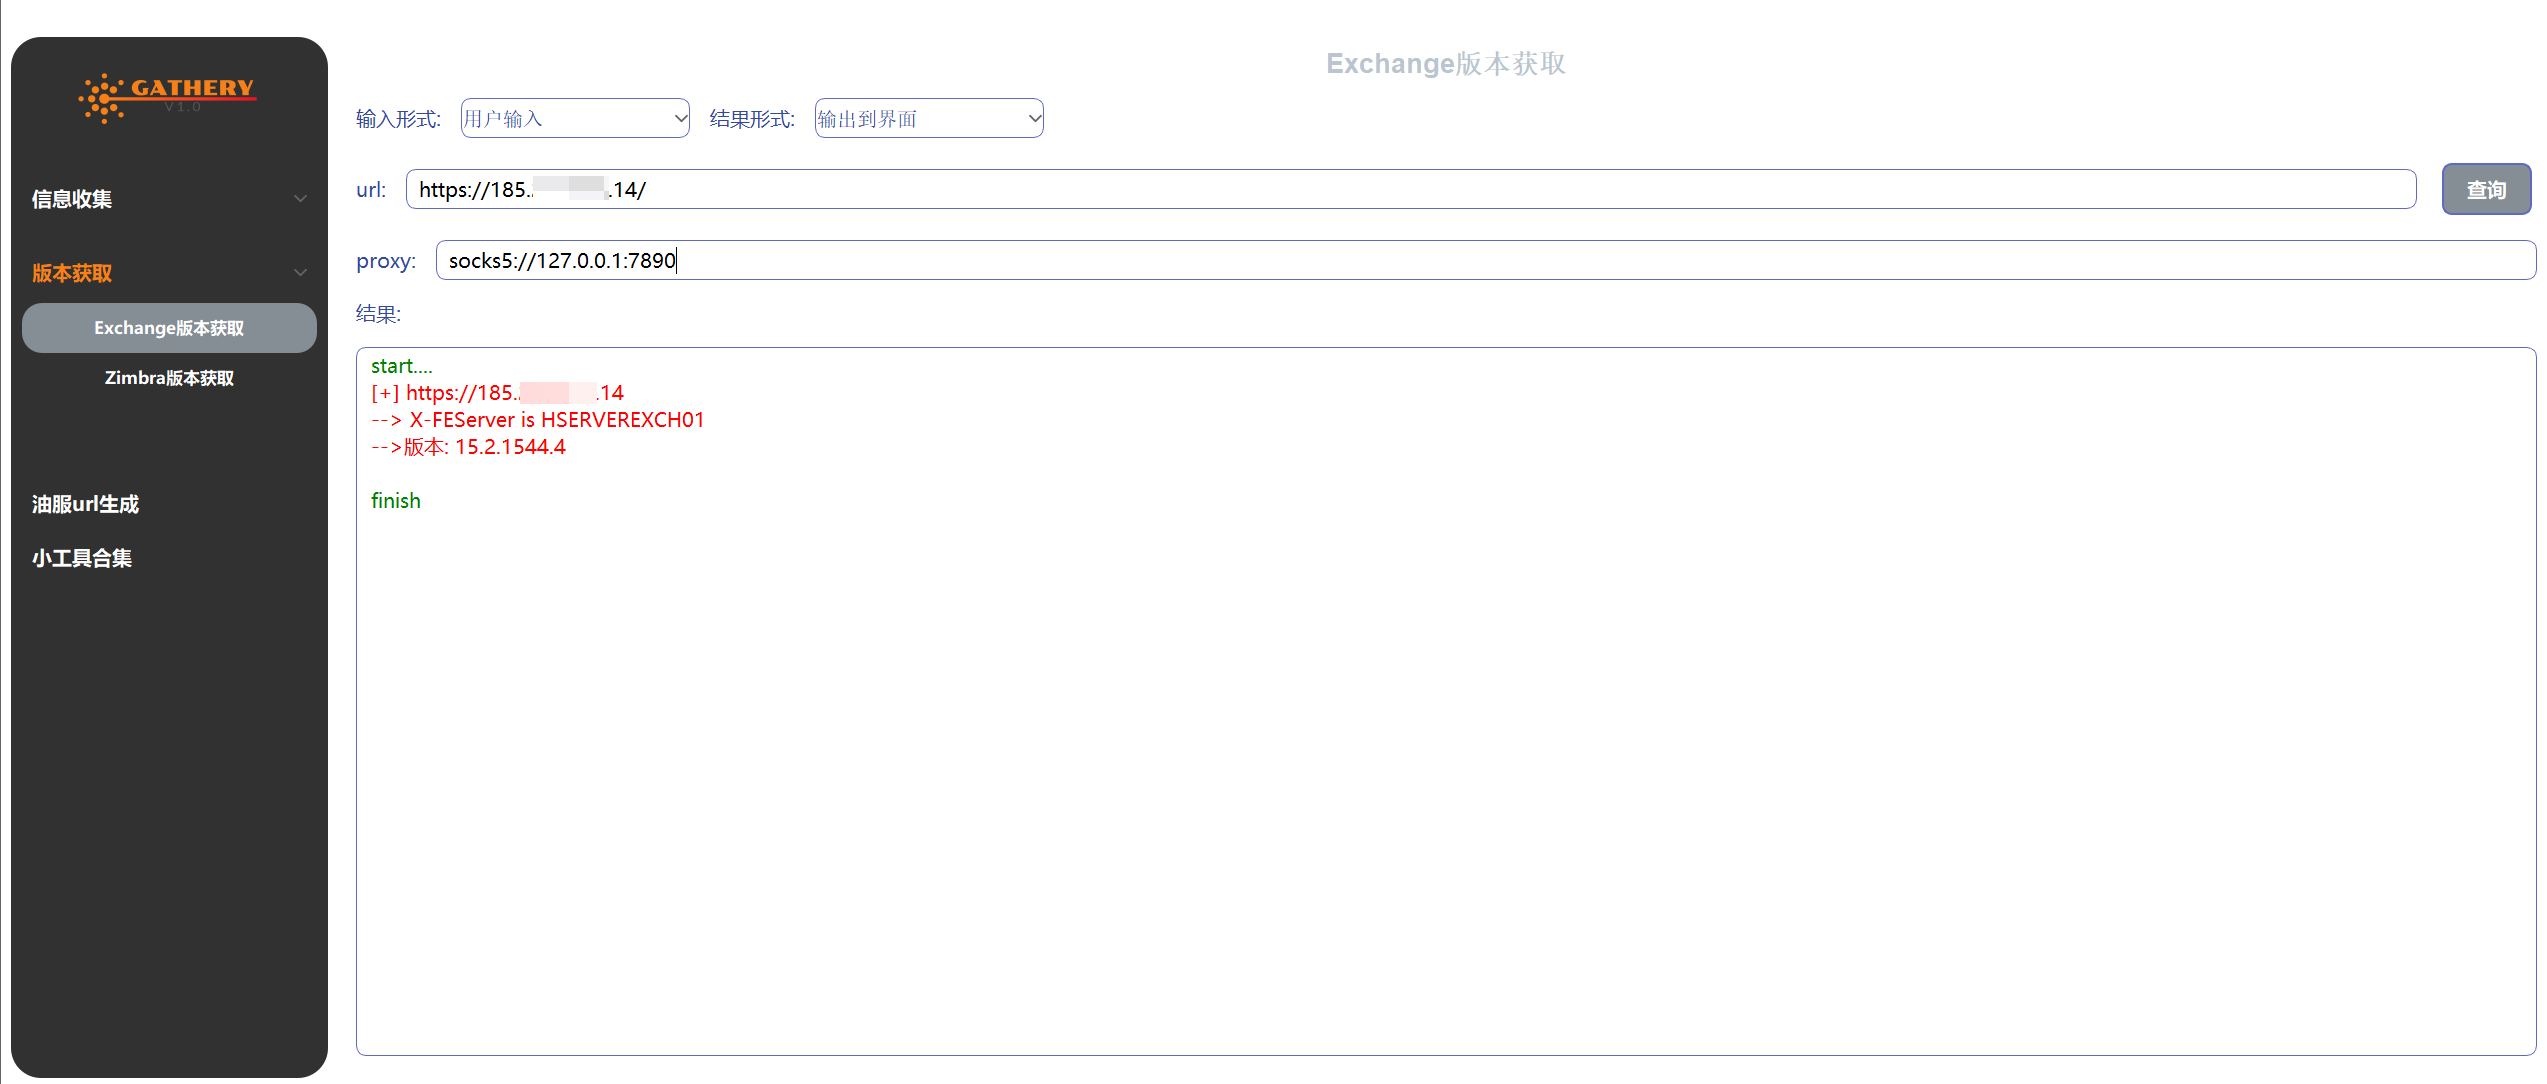 GATHERY
V1.0
信息收集
版本获取
Exchange版本获取
Zimbra版本获取
油服url生成
小工具合集
Exchange版本获取
输入形式: 用户输入 结果形式: 输出到界面
url: https://185. .14/ 查询
proxy: socks5://127.0.0.1:7890
结果:
start....
[+] https://185. .14
--> X-FEServer is HSERVEREXCH01
-->版本: 15.2.1544.4
finish